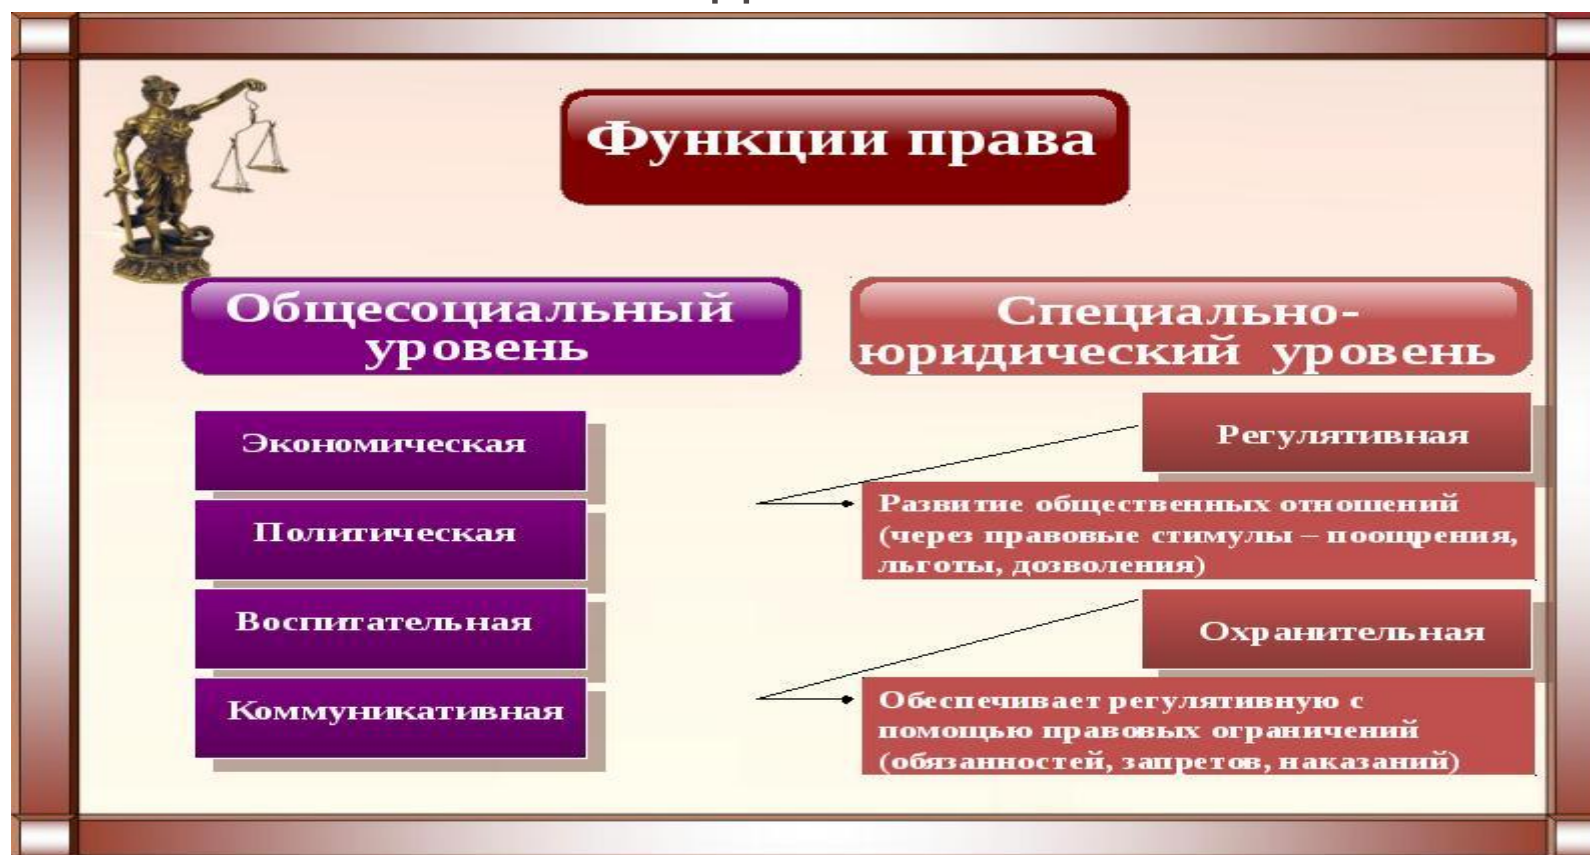 Функции права
Общесоциальный
уровень
Экономическая
Политическая
Воспитательная
Коммуникативная
Специально-
юридический уровень
Регулятивная
Развитие общественных отношений
(через правовые стимулы – поощрения,
льготы, дозволения)
Охранительная
Обеспечивает регулятивную с
помощью правовых ограничений
(обязанностей, запретов, наказаний)